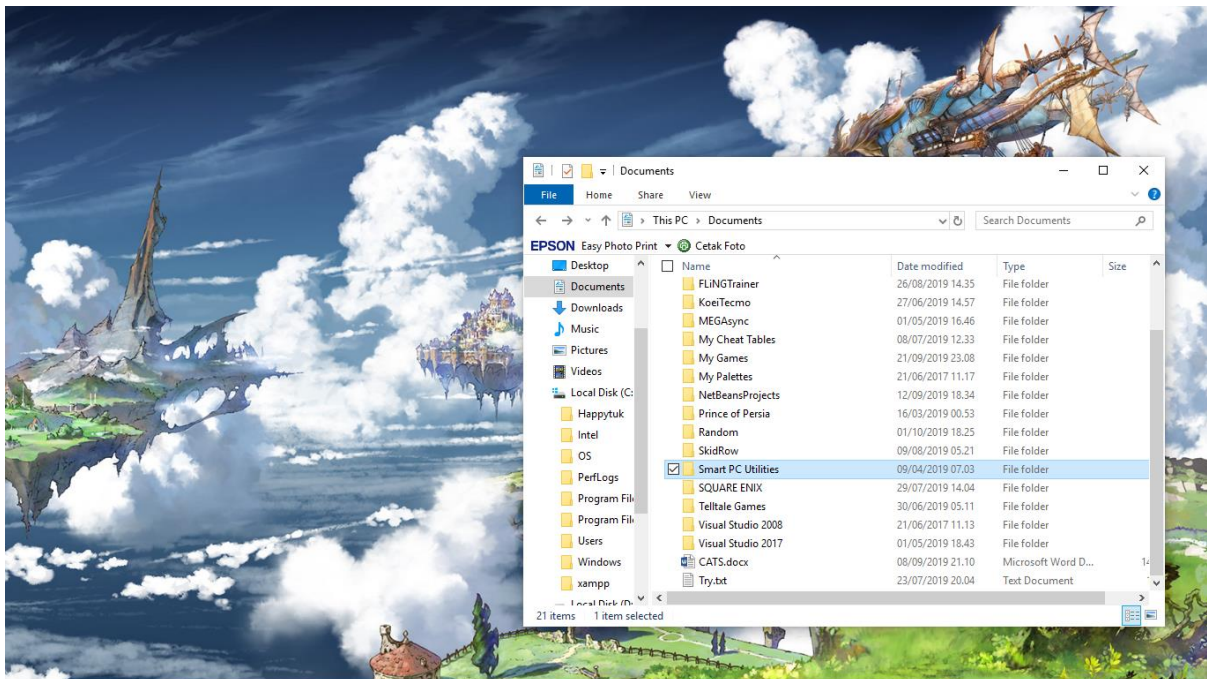 Documents
File Home Share View
This PC › Documents
Search Documents
EPSON Easy Photo Print Cetak Foto
Desktop
Documents
Downloads
Music
Pictures
Videos
Local Disk (C:
Happytuk
Intel
OS
PerfLogs
Program File
Program File
Users
Windows
xampp
Local Disk (D:
Name Date modified Type Size
FLiNGTrainer 26/08/2019 14.35 File folder
KoeiTecmo 27/06/2019 14.57 File folder
MEGAsync 01/05/2019 16.46 File folder
My Cheat Tables 08/07/2019 12.33 File folder
My Games 21/09/2019 23.08 File folder
My Palettes 21/06/2017 11.17 File folder
NetBeansProjects 12/09/2019 18.34 File folder
Prince of Persia 16/03/2019 00.53 File folder
Random 01/10/2019 18.25 File folder
SkidRow 09/08/2019 05.21 File folder
Smart PC Utilities 09/04/2019 07.03 File folder
SQUARE ENIX 29/07/2019 14.04 File folder
Telltale Games 30/06/2019 05.11 File folder
Visual Studio 2008 21/06/2017 11.13 File folder
Visual Studio 2017 01/05/2019 18.43 File folder
CATS.docx 08/09/2019 21.10 Microsoft Word D...
Try.txt 23/07/2019 20.04 Text Document
21 items 1 item selected